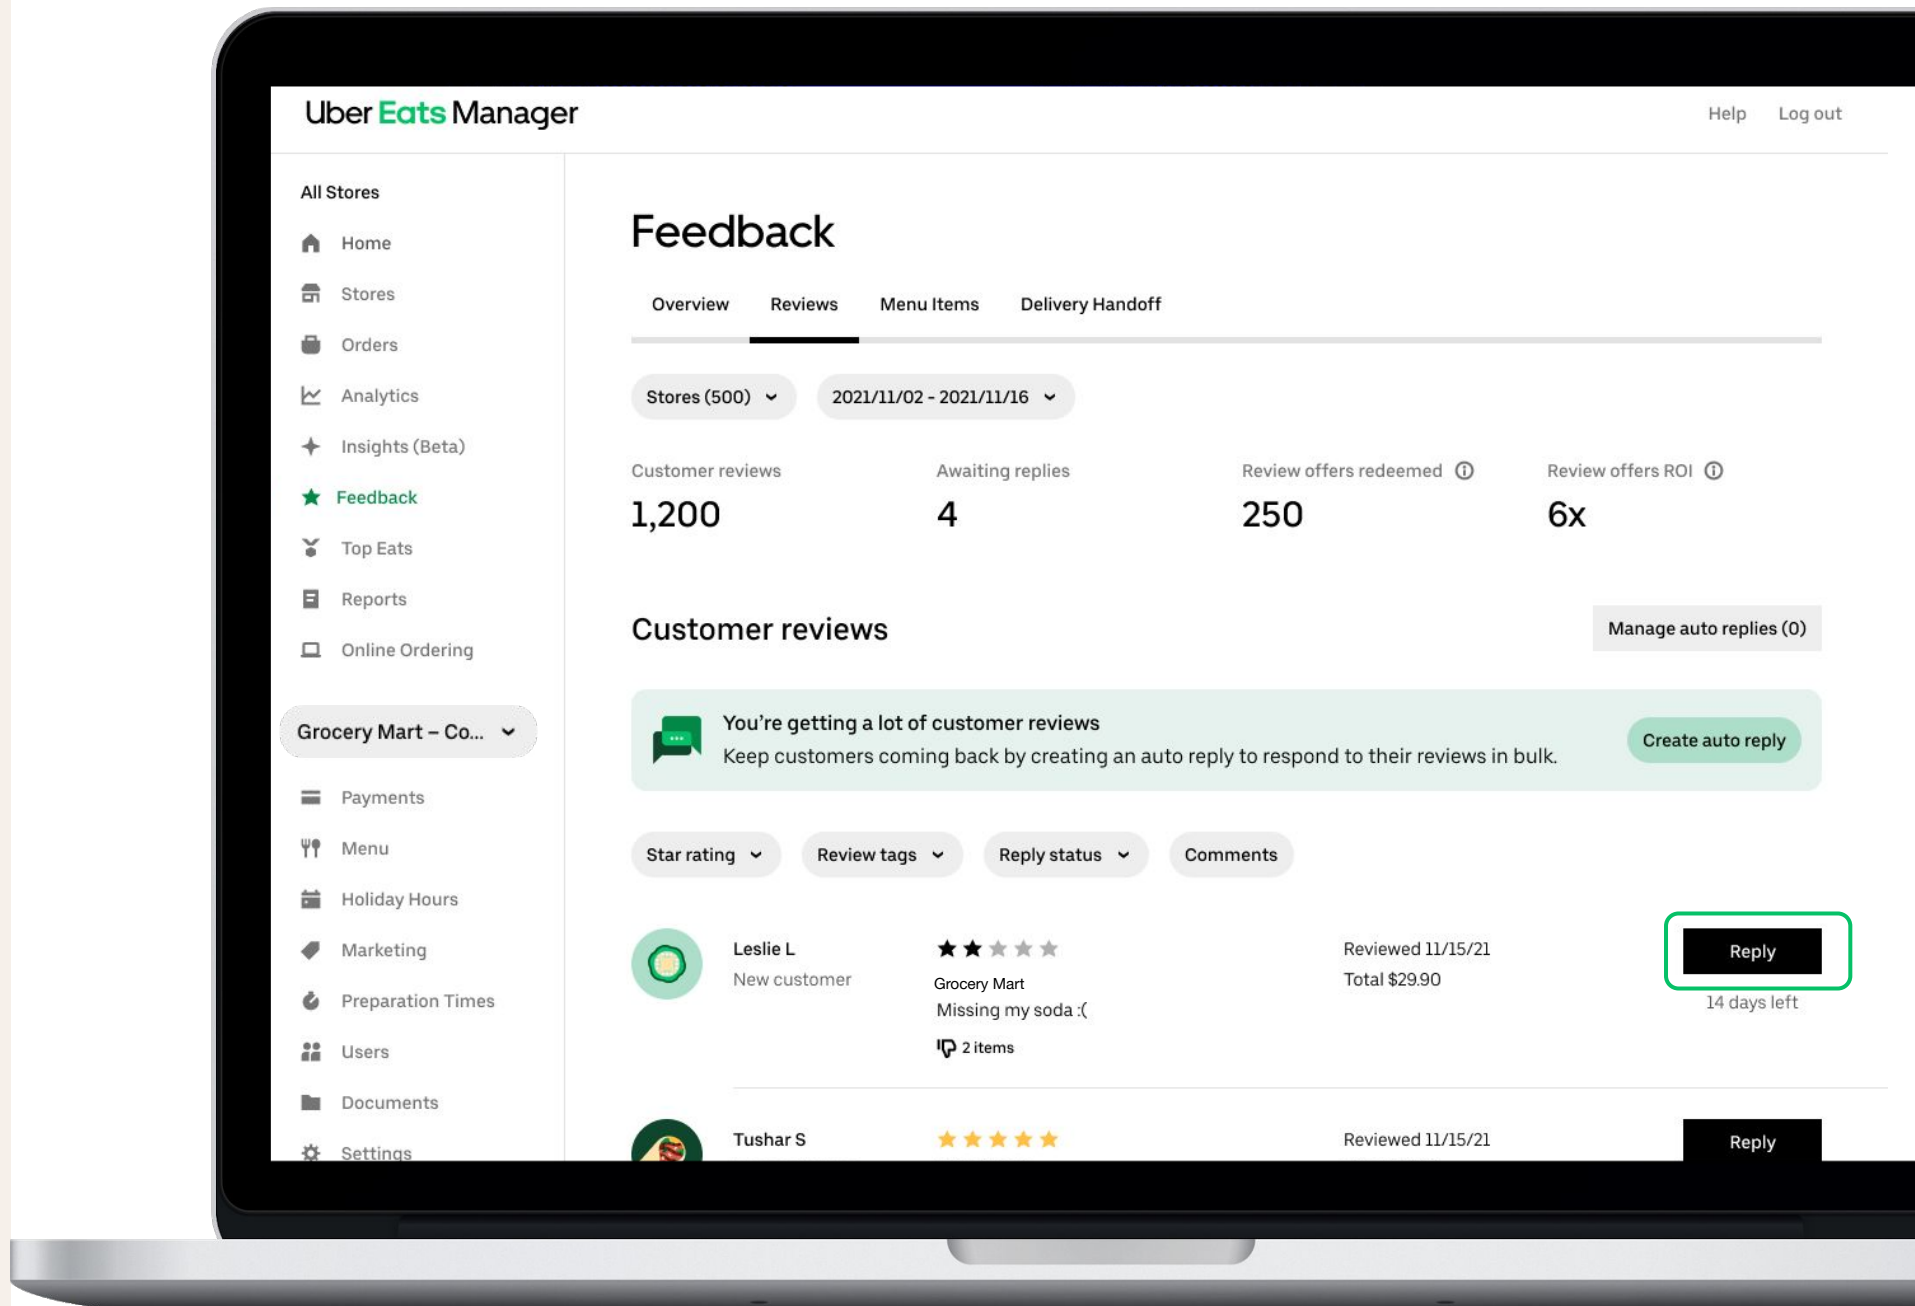 Uber Eats Manager
Help
Log out
All Stores
Home
Stores
Orders
Analytics
Insights (Beta)
Feedback
Top Eats
Reports
Online Ordering
Grocery Mart – Co...
Payments
Menu
Holiday Hours
Marketing
Preparation Times
Users
Documents
Settings
Feedback
Overview
Reviews
Menu Items
Delivery Handoff
Stores (500)
2021/11/02 - 2021/11/16
Customer reviews
1,200
Awaiting replies
4
Review offers redeemed
250
Review offers ROI
6x
Customer reviews
Manage auto replies (0)
You're getting a lot of customer reviews
Keep customers coming back by creating an auto reply to respond to their reviews in bulk.
Create auto reply
Star rating
Review tags
Reply status
Comments
Leslie L
New customer
Grocery Mart
Missing my soda :(
2 items
Reviewed 11/15/21
Total $29.90
Reply
14 days left
Tushar S
Reviewed 11/15/21
Reply